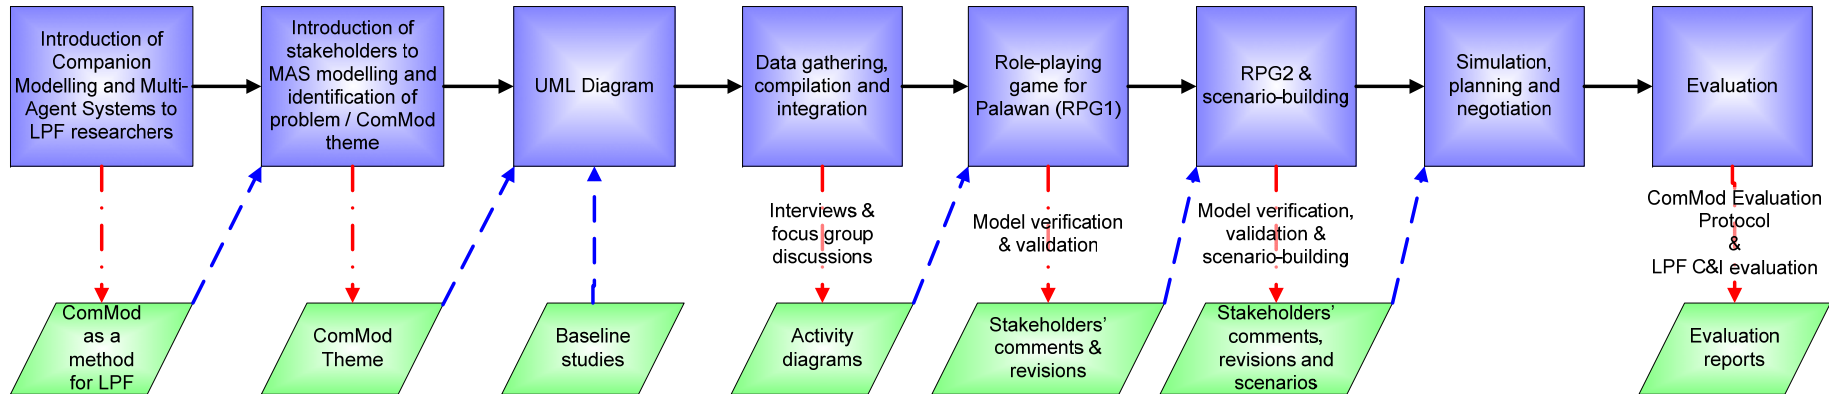 Introduction of
Companion
Modelling and Multi-
Agent Systems to
LPF researchers
Introduction of
stakeholders to
MAS modelling and
identification of
problem / ComMod
theme
UML Diagram
Data gathering,
compilation and
integration
Role-playing
game for
Palawan (RPG1)
RPG2 &
scenario-building
Simulation,
planning and
negotiation
Evaluation
Interviews &
focus group
discussions
Model verification
& validation
Model verification,
validation &
scenario-building
ComMod Evaluation
Protocol
&
LPF C&I evaluation
ComMod
as a
method
for LPF
ComMod
Theme
Baseline
studies
Activity
diagrams
Stakeholders’
comments &
revisions
Stakeholders’
comments,
revisions and
scenarios
Evaluation
reports